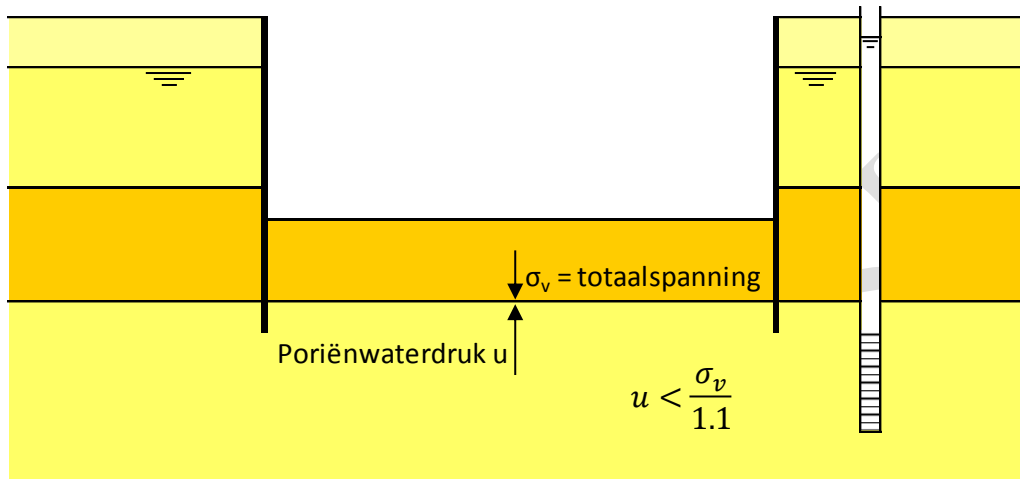 σv = totaalspanning
Poriënwaterdruk u
u < σv / 1.1